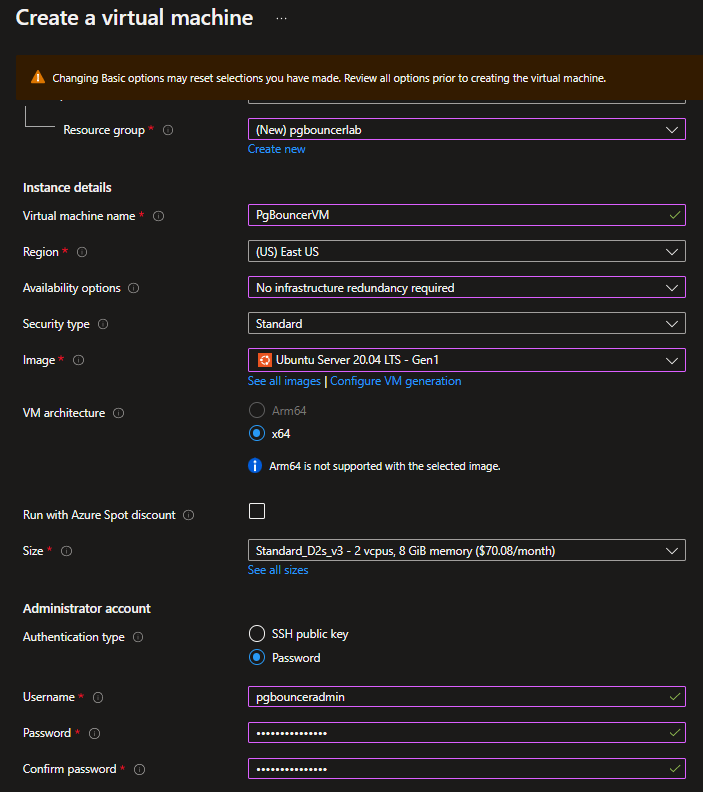 Create a virtual machine ...
Changing Basic options may reset selections you have made. Review all options prior to creating the virtual machine.
Resource group * (New) pgbouncerlab
Create new
Instance details
Virtual machine name * PgBouncerVM
Region * (US) East US
Availability options No infrastructure redundancy required
Security type Standard
Image * Ubuntu Server 20.04 LTS - Gen1
See all images | Configure VM generation
VM architecture Arm64
x64
Arm64 is not supported with the selected image.
Run with Azure Spot discount
Size * Standard_D2s_v3 - 2 vcpus, 8 GiB memory ($70.08/month)
See all sizes
Administrator account
Authentication type SSH public key
Password
Username * pgbounceradmin
Password * •••••••••••••••
Confirm password * •••••••••••••••